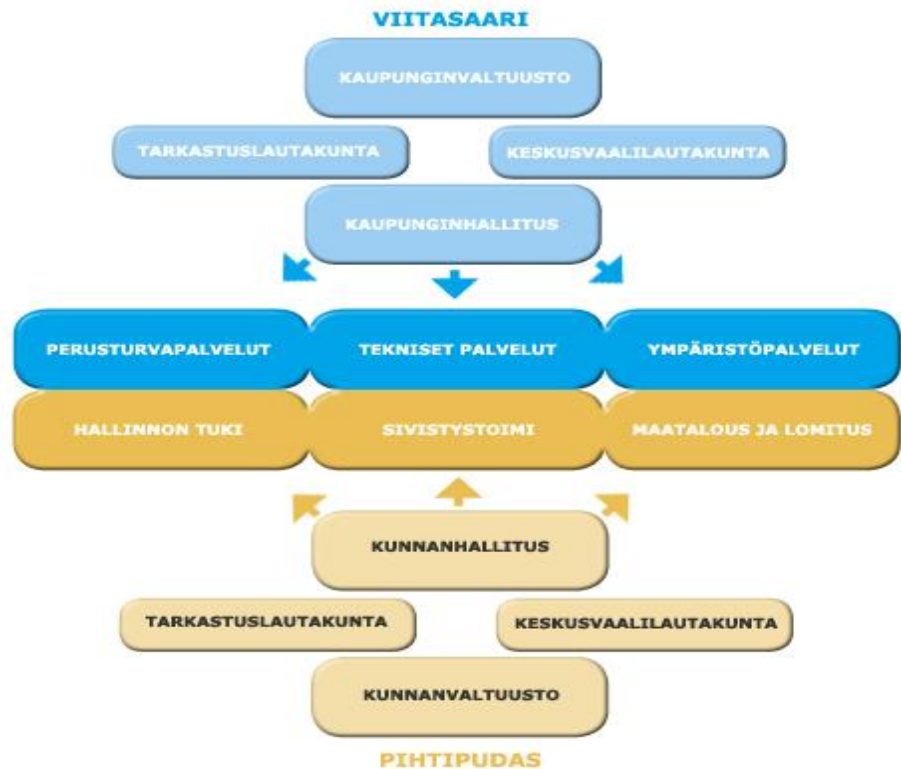 VIITASAARI
KAUPUNGINVALTUUSTO
TARKASTUSLAUTAKUNTA
KESKUSVAALILAUTAKUNTA
KAUPUNGINHALLITUS
PERUSTURVAPALVELUT
TEKNISET PALVELUT
YMPÄRISTÖPALVELUT
HALLINNON TUKI
SIVISTYSTOIMI
MAATALOUS JA LOMITUS
KUNNANHALLITUS
TARKASTUSLAUTAKUNTA
KESKUSVAALILAUTAKUNTA
KUNNANVALTUUSTO
PIHTIPUDAS